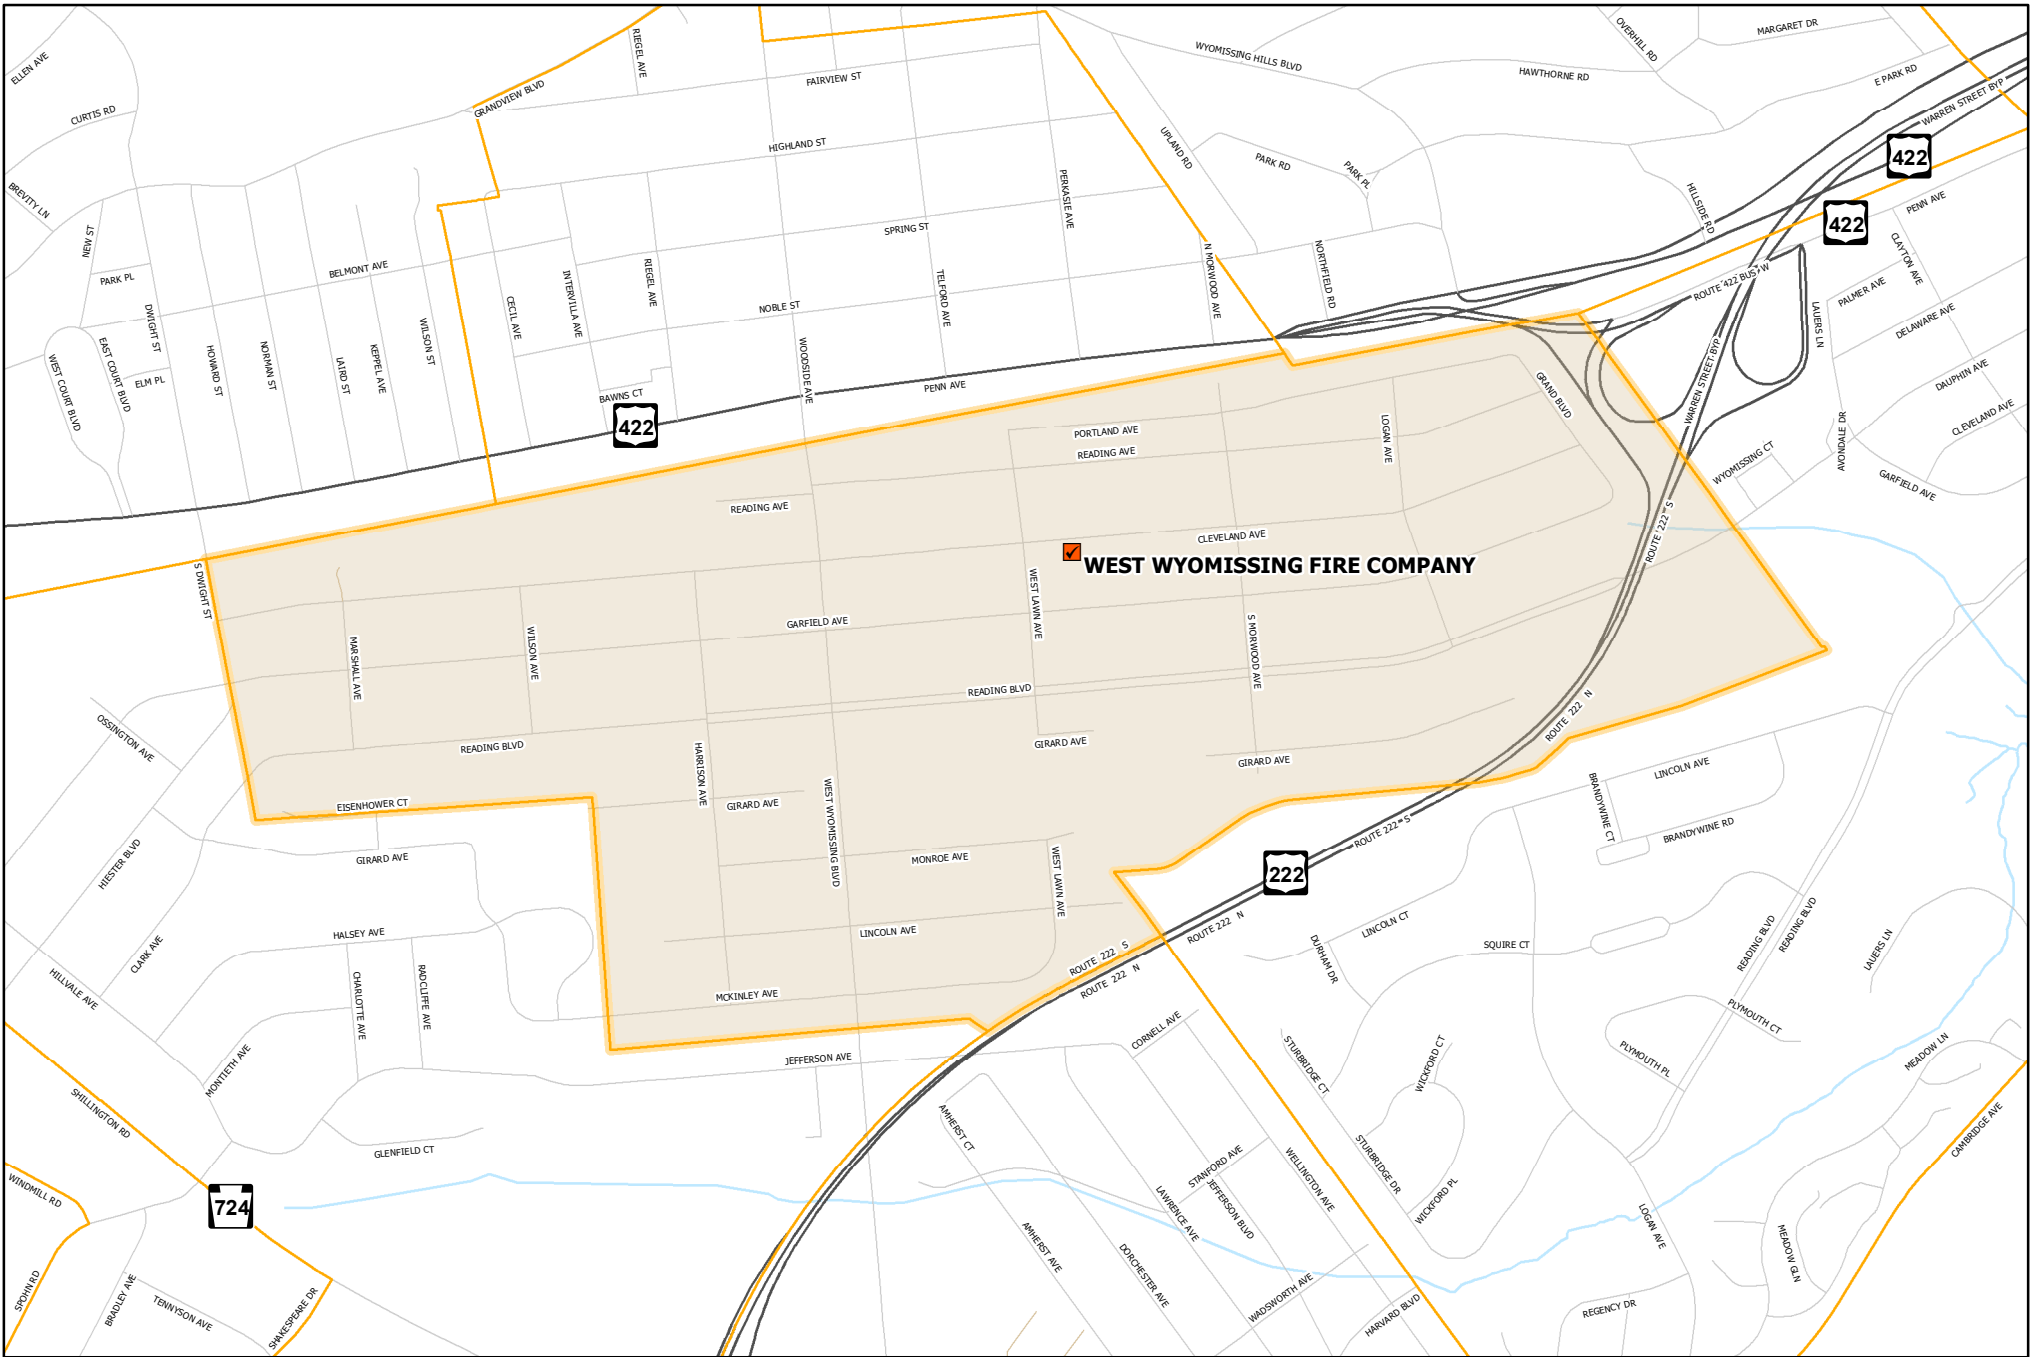 ELLEN AVE
CURTIS RD
BREVITY LN
NEW ST
PARK PL
DWIGHT ST
WEST COURT BLVD
EAST COURT BLVD
ELM PL
HOWARD ST
NORMAN ST
LAIRD ST
KEPPEL AVE
WILSON ST
BELMONT AVE
GRANDVIEW BLVD
RIEGEL AVE
FAIRVIEW ST
HIGHLAND ST
SPRING ST
NOBLE ST
CECIL AVE
INTERVILLA AVE
RIEGEL AVE
TELFORD AVE
PERKASIE AVE
WOODSIDE AVE
BAWNS CT
422
PENN AVE
WYOMISSING HILLS BLVD
UPLAND RD
PARK RD
PARK PL
N MORWOOD AVE
NORTHFIELD RD
HAWTHORNE RD
OVERHILL RD
MARGARET DR
E PARK RD
WARREN STREET BYP
422
422
HILLSIDE RD
PENN AVE
CLAYTON AVE
ROUTE 422 BUS W
PALMER AVE
LAUERS LN
DELAWARE AVE
DAUPHIN AVE
CLEVELAND AVE
WARREN STREET BYP
AVONDALE DR
WYOMISSING CT
GARFIELD AVE
GRAND BLVD
LOGAN AVE
PORTLAND AVE
READING AVE
READING AVE
CLEVELAND AVE
WEST WYOMISSING FIRE COMPANY
ROUTE 222 S
S DWIGHT ST
MARSHALL AVE
WILSON AVE
GARFIELD AVE
WEST LAWN AVE
S MORWOOD AVE
READING BLVD
READING BLVD
ROUTE 222 N
OSSINGTON AVE
HARRISON AVE
GIRARD AVE
GIRARD AVE
GIRARD AVE
EISENHOWER CT
WEST WYOMISSING BLVD
GIRARD AVE
MONROE AVE
WEST LAWN AVE
LINCOLN AVE
MCKINLEY AVE
ROUTE 222 S
222
ROUTE 222 N
ROUTE 222 S
ROUTE 222 N
LINCOLN AVE
BRANDYWINE CT
BRANDYWINE RD
HIESTER BLVD
HALSEY AVE
CLARK AVE
HILLVALE AVE
CHARLOTTE AVE
RADCLIFFE AVE
MONTIETH AVE
SHILLINGTON RD
GLENFIELD CT
WINDMILL RD
724
SPOHN RD
BRADLEY AVE
TENNYSON AVE
SHAKESPEARE DR
JEFFERSON AVE
CORNELL AVE
AMHERST CT
AMHERST AVE
DORCHESTER AVE
LAWRENCE AVE
STANFORD AVE
JEFFERSON BLVD
WELLINGTON AVE
WADSWORTH AVE
HARVARD BLVD
DURHAM DR
LINCOLN CT
SQUIRE CT
STURBRIDGE CT
STURBRIDGE DR
WICKFORD CT
WICKFORD PL
READING BLVD
READING BLVD
LAUERS LN
PLYMOUTH CT
PLYMOUTH PL
MEADOW LN
CAMBRIDGE AVE
LOGAN AVE
MEADOW GLN
REGENCY DR